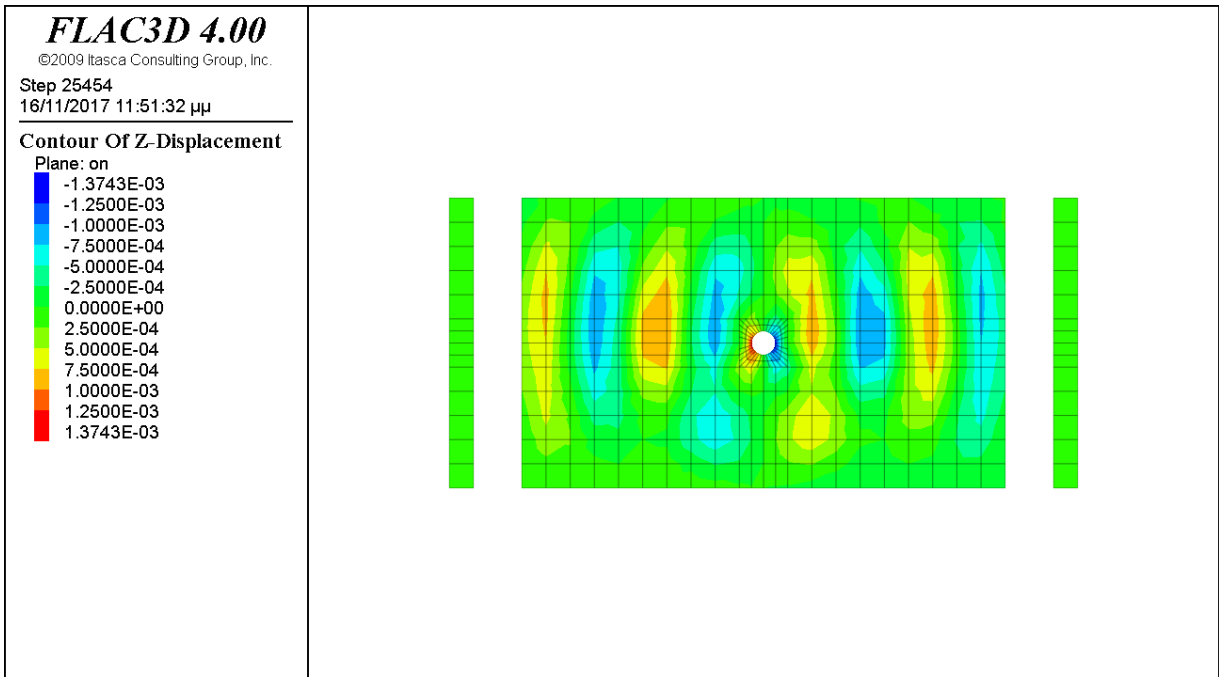 FLAC3D 4.00
©2009 Itasca Consulting Group, Inc.
Step 25454
16/11/2017 11:51:32 μμ
Contour Of Z-Displacement
Plane: on
-1.3743E-03
-1.2500E-03
-1.0000E-03
-7.5000E-04
-5.0000E-04
-2.5000E-04
0.0000E+00
2.5000E-04
5.0000E-04
7.5000E-04
1.0000E-03
1.2500E-03
1.3743E-03